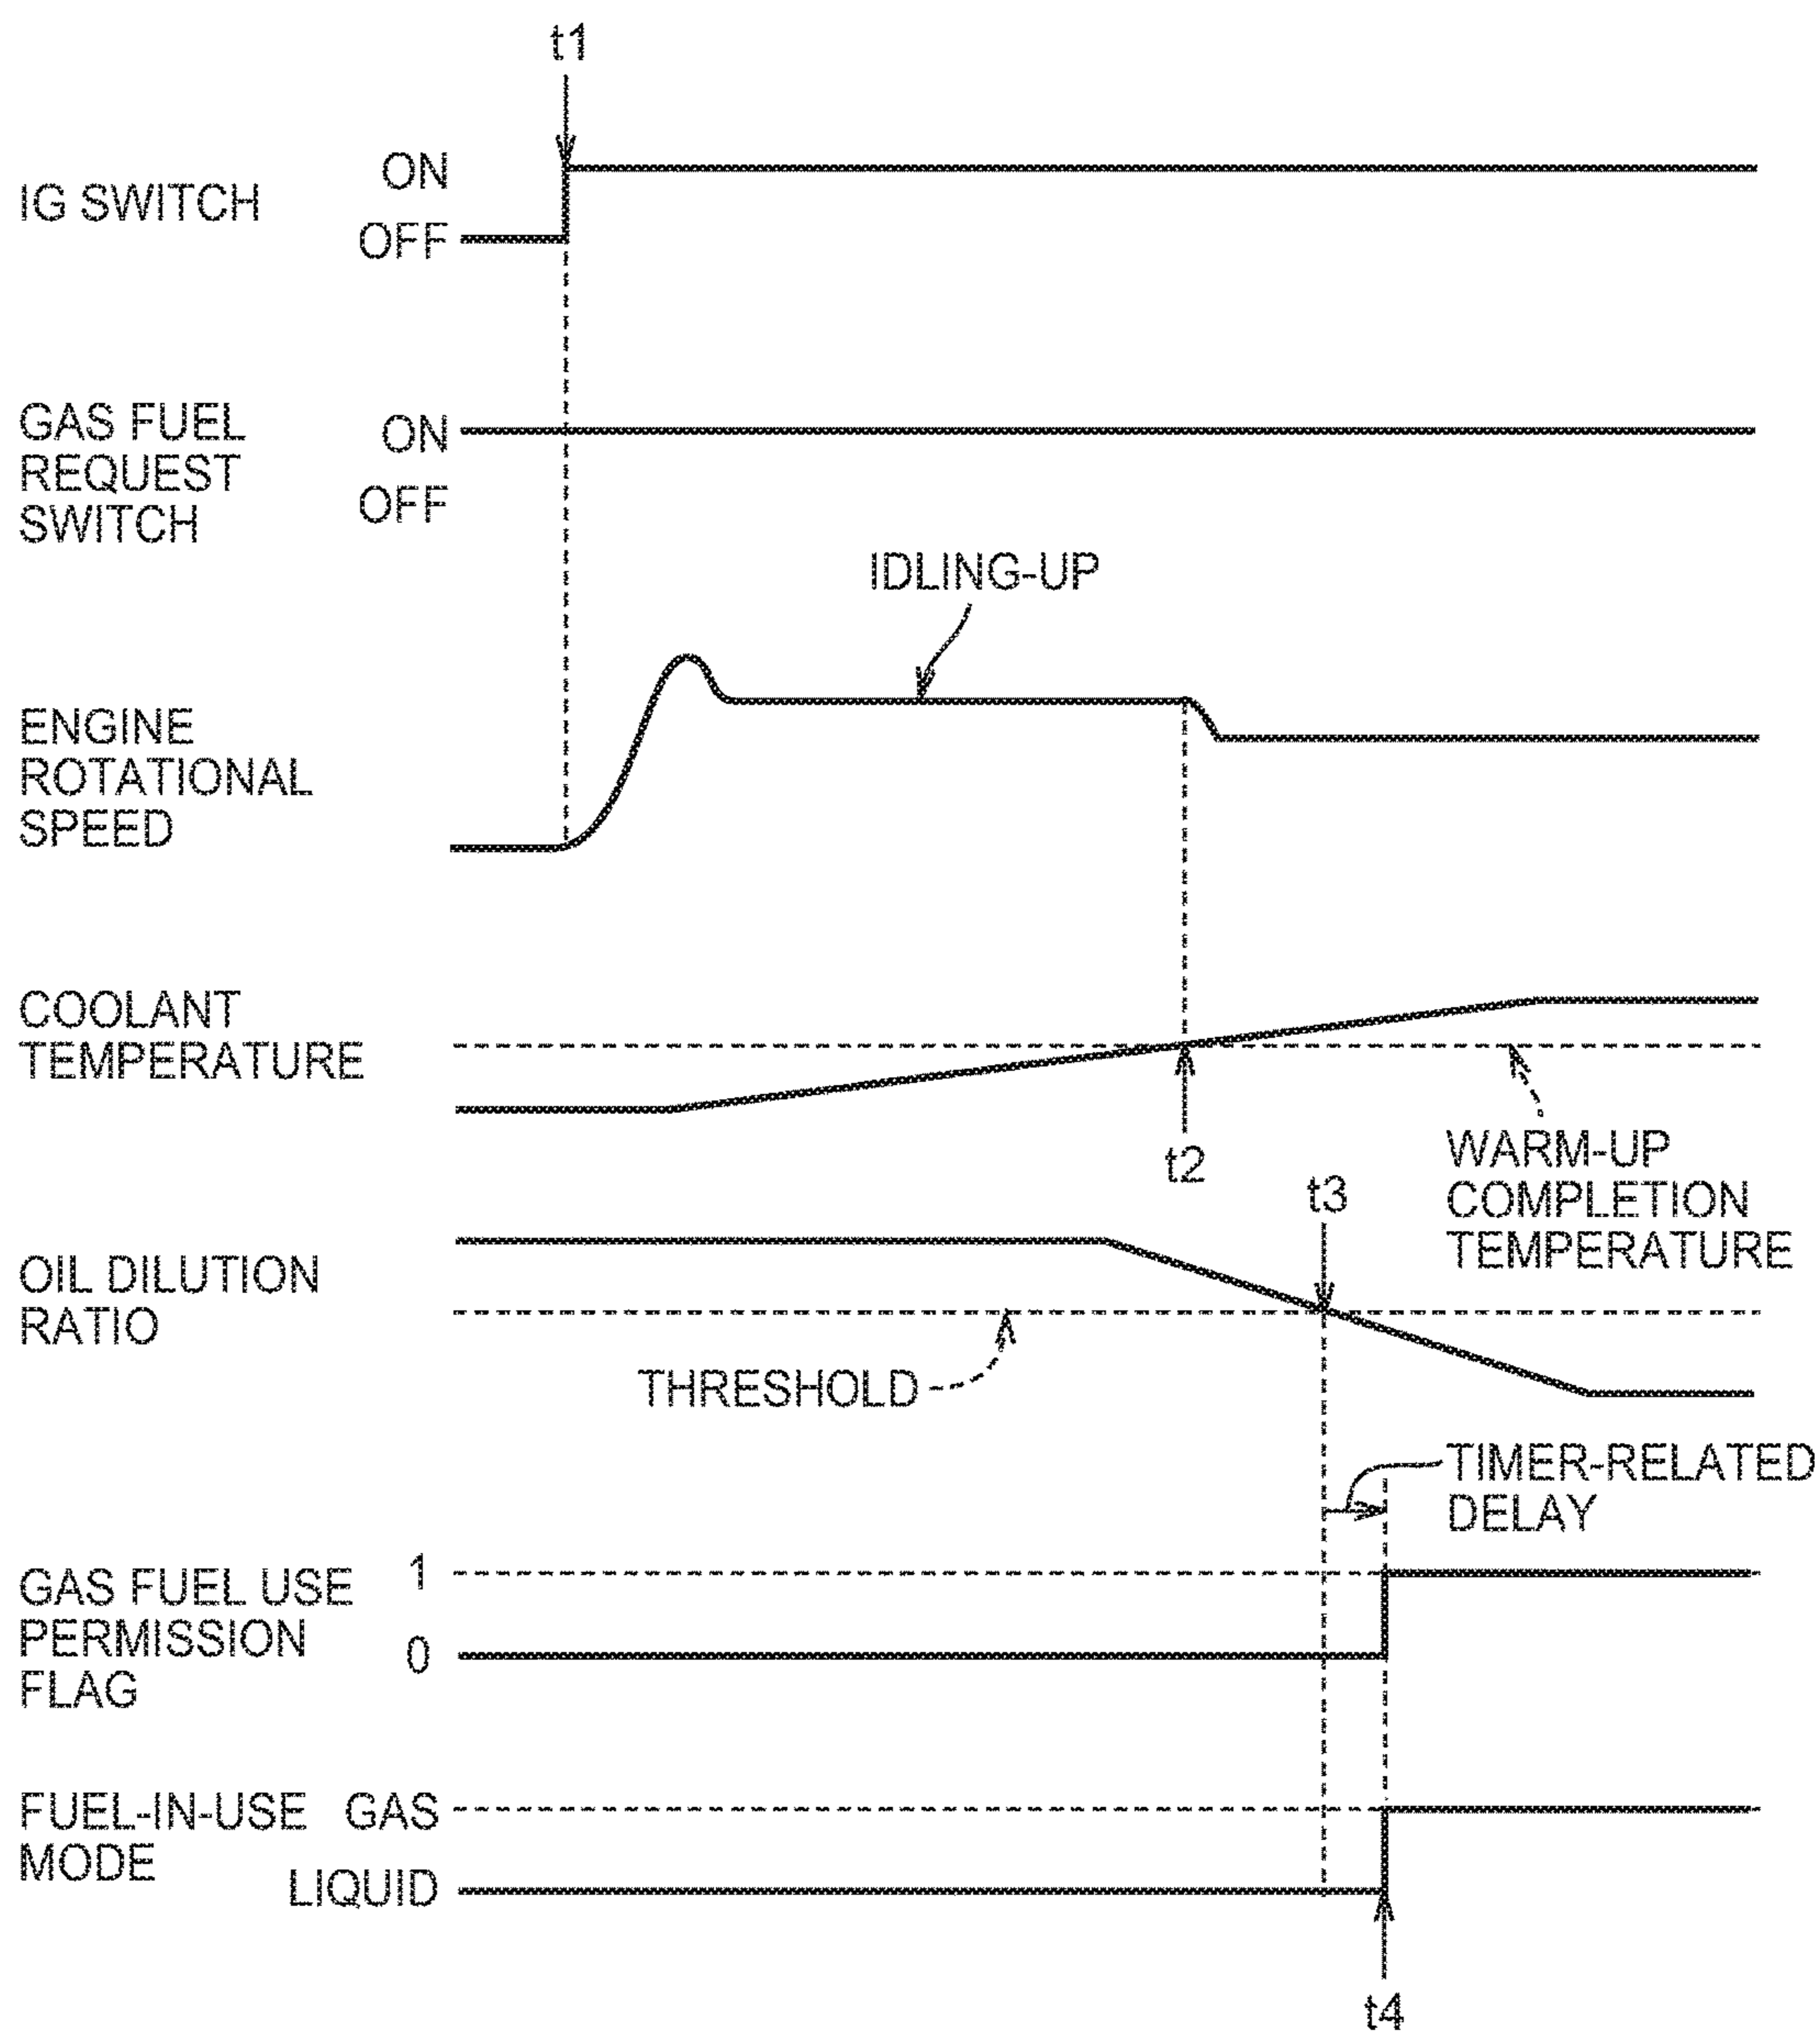 t1
IG SWITCH
ON
OFF
GAS FUEL
REQUEST
SWITCH
ON
OFF
IDLING-UP
ENGINE
ROTATIONAL
SPEED
COOLANT
TEMPERATURE
t2
WARM-UP
COMPLETION
TEMPERATURE
t3
OIL DILUTION
RATIO
THRESHOLD
TIMER-RELATED
DELAY
GAS FUEL USE
PERMISSION
FLAG
1
0
FUEL-IN-USE
MODE
GAS
LIQUID
t4